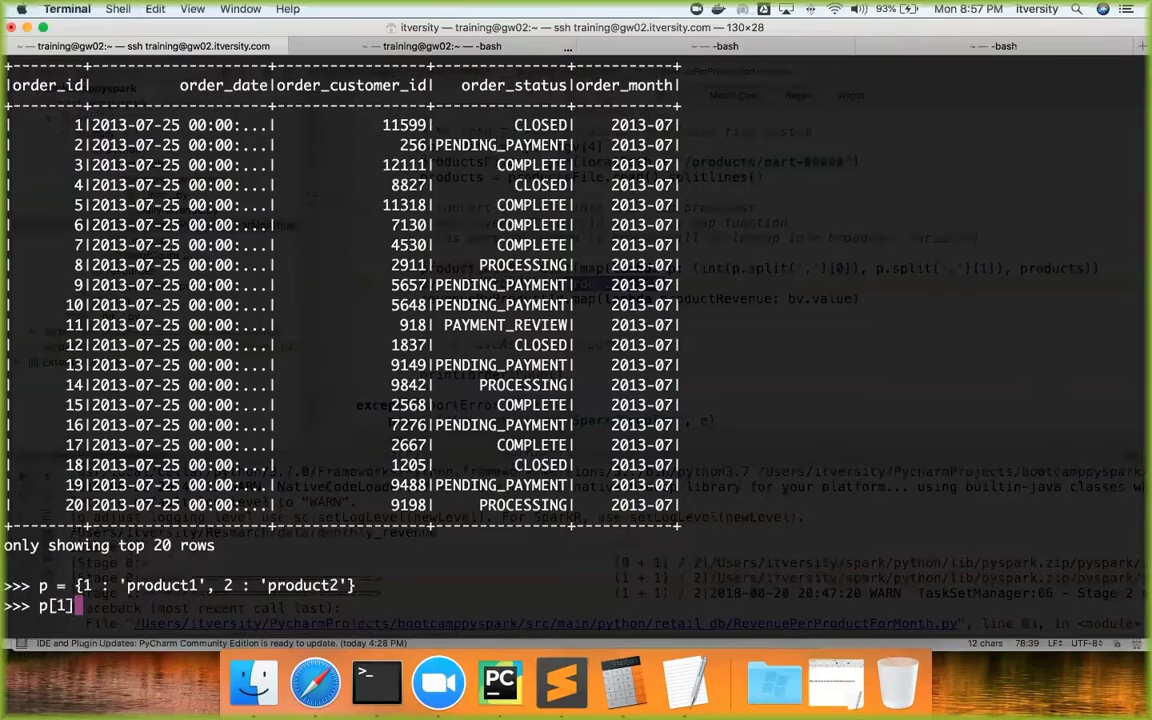 Terminal Shell Edit View Window Help 93% Mon 8:57 PM itversity
training@gw02:~ — ssh training@gw02.itversity.com — 130×28
~ — training@gw02:~ — ssh training@gw02.itversity.com ~ — training@gw02:~ — -bash ... ~ — -bash ~ — -bash
+--------+--------------------+-----------------+---------------+-----------+
|order_id|          order_date|order_customer_id|   order_status|order_month|
+--------+--------------------+-----------------+---------------+-----------+
|       1|2013-07-25 00:00:...|            11599|         CLOSED|    2013-07|
|       2|2013-07-25 00:00:...|              256|PENDING_PAYMENT|    2013-07|
|       3|2013-07-25 00:00:...|            12111|       COMPLETE|    2013-07|
|       4|2013-07-25 00:00:...|             8827|         CLOSED|    2013-07|
|       5|2013-07-25 00:00:...|            11318|       COMPLETE|    2013-07|
|       6|2013-07-25 00:00:...|             7130|       COMPLETE|    2013-07|
|       7|2013-07-25 00:00:...|             4530|       COMPLETE|    2013-07|
|       8|2013-07-25 00:00:...|             2911|     PROCESSING|    2013-07|
|       9|2013-07-25 00:00:...|             5657|PENDING_PAYMENT|    2013-07|
|      10|2013-07-25 00:00:...|             5648|PENDING_PAYMENT|    2013-07|
|      11|2013-07-25 00:00:...|              918| PAYMENT_REVIEW|    2013-07|
|      12|2013-07-25 00:00:...|             1837|         CLOSED|    2013-07|
|      13|2013-07-25 00:00:...|             9149|PENDING_PAYMENT|    2013-07|
|      14|2013-07-25 00:00:...|             9842|     PROCESSING|    2013-07|
|      15|2013-07-25 00:00:...|             2568|       COMPLETE|    2013-07|
|      16|2013-07-25 00:00:...|             7276|PENDING_PAYMENT|    2013-07|
|      17|2013-07-25 00:00:...|             2667|       COMPLETE|    2013-07|
|      18|2013-07-25 00:00:...|             1205|         CLOSED|    2013-07|
|      19|2013-07-25 00:00:...|             9488|PENDING_PAYMENT|    2013-07|
|      20|2013-07-25 00:00:...|             9198|     PROCESSING|    2013-07|
+--------+--------------------+-----------------+---------------+-----------+
only showing top 20 rows
>>> p = {1 : 'product1', 2 : 'product2'}
>>> p[1]
/Users/itversity/PycharmProjects/bootcamppyspark/src/main/python/retail_db/RevenuePerProductForMonth.py
IDE and Plugin Updates: PyCharm Community Edition is ready to update. (today 4:28 PM) 12 chars 78:39 LF÷ UTF-8÷